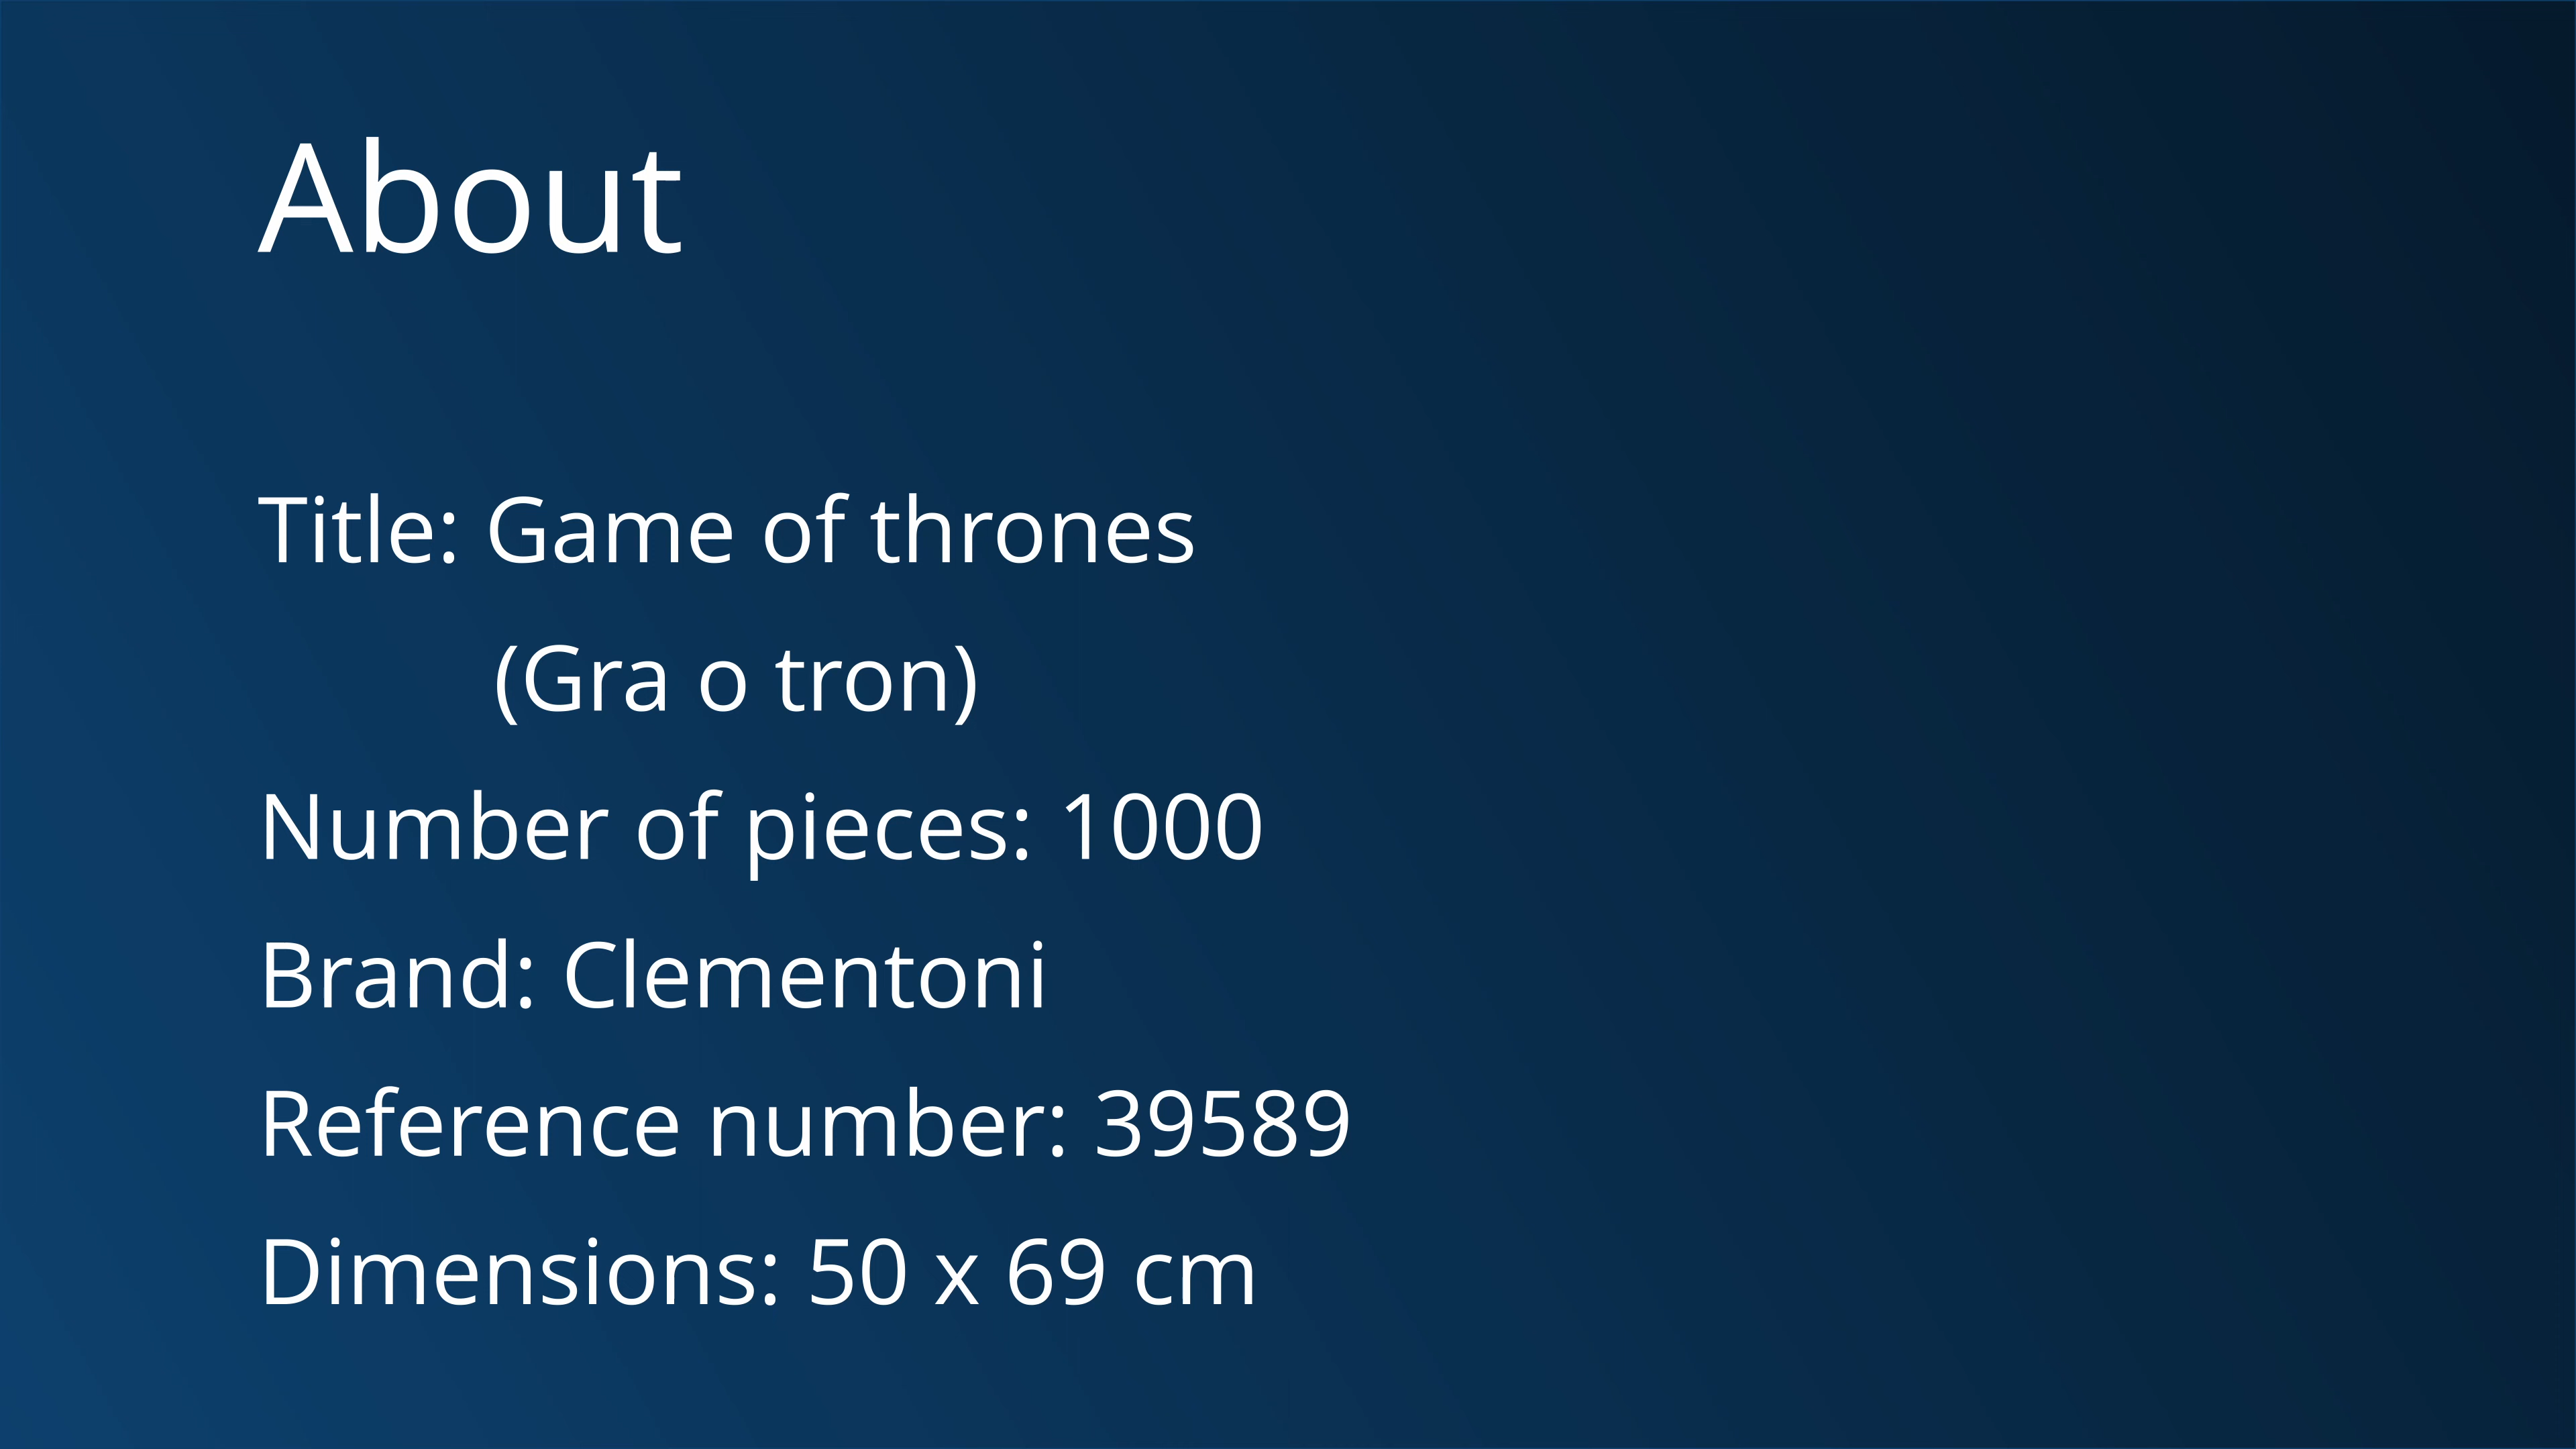 About
Title: Game of thrones
(Gra o tron)
Number of pieces: 1000
Brand: Clementoni
Reference number: 39589
Dimensions: 50 x 69 cm